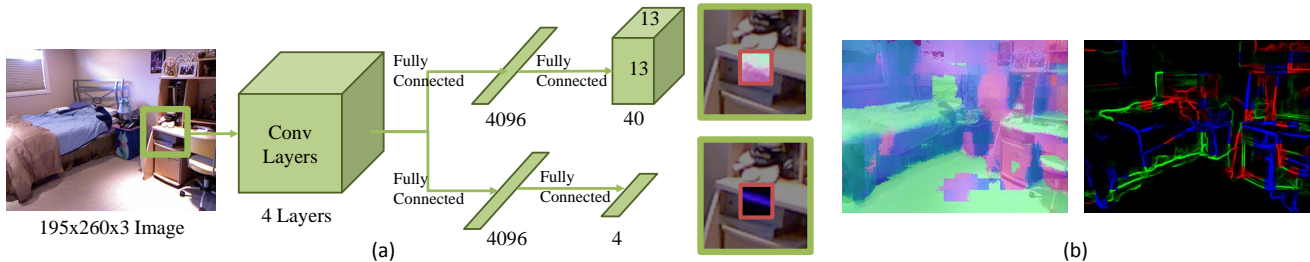 195x260x3 Image
Conv
Layers
4 Layers
Fully
Connected
4096
Fully
Connected
13
13
40
Fully
Connected
4096
Fully
Connected
4
(a)
(b)